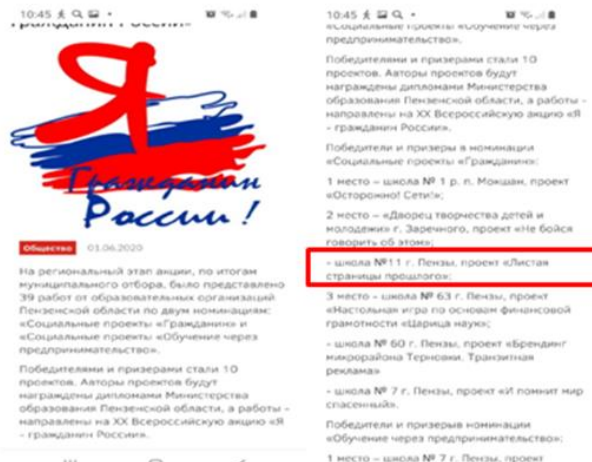 10:45
Гражданин России»
Я
Гражданин
России !
Общество 01.06.2020
На региональный этап акции, по итогам
муниципального отбора, было представлено
39 работ от образовательных организаций
Пензенской области по двум номинациям:
«Социальные проекты «Гражданин» и
«Социальные проекты «Обучение через
предпринимательство».
Победителями и призерами стали 10
проектов. Авторы проектов будут
награждены дипломами Министерства
образования Пензенской области, а работы –
направлены на XX Всероссийскую акцию «Я
– гражданин России».
10:45
«Социальные проекты «Обучение через
предпринимательство».
Победителями и призерами стали 10
проектов. Авторы проектов будут
награждены дипломами Министерства
образования Пензенской области, а работы –
направлены на XX Всероссийскую акцию «Я
– гражданин России».
Победители и призеры в номинации
«Социальные проекты «Гражданин»:
1 место – школа № 1 р. п. Мокшан, проект
«Осторожно! Сети!»;
2 место – «Дворец творчества детей и
молодежи» г. Заречного, проект «Не бойся
говорить об этом»;
- школа №11 г. Пензы, проект «Листая
страницы прошлого»;
3 место – школа № 63 г. Пензы, проект
«Настольная игра по основам финансовой
грамотности «Царица наук»;
- школа № 60 г. Пензы, проект «Брендинг
микрорайона Терновки. Транзитная
реклама»
- школа № 7 г. Пензы, проект «И помнит мир
спасенный».
Победители и призерыв номинации
«Обучение через предпринимательство»:
1 место – школа № 7 г. Пензы, проект